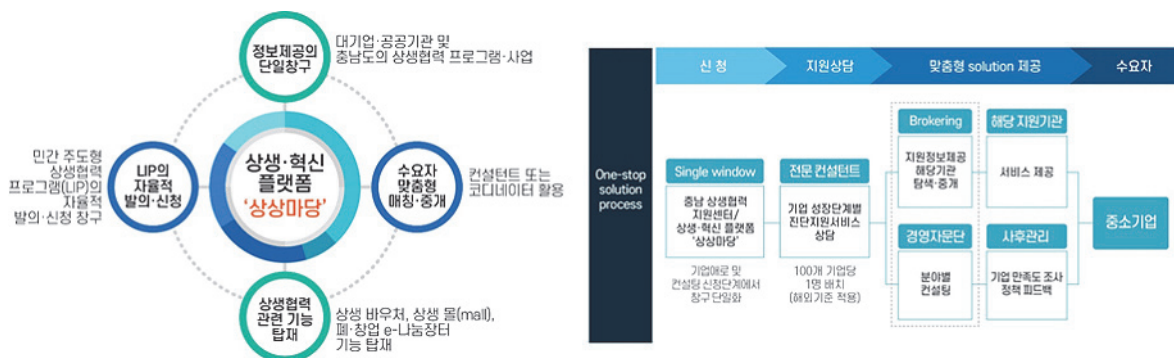 정보제공의
단일창구
대기업·공공기관 및
충남도의 상생협력 프로그램·사업
민간 주도형
상생협력
프로그램(LIP)의
자율적
발의·신청 창구
LIP의
자율적
발의·신청
상생·혁신
플랫폼
‘상상마당’
수요자
맞춤형
매칭·중개
컨설턴트 또는
코디네이터 활용
상생협력
관련 기능
탑재
상생 바우처, 상생 몰(mall),
폐·창업 e-나눔장터
기능 탑재
신 청
지원상담
맞춤형 solution 제공
수요자
One-stop
solution
process
Single window
충남 상생협력
지원센터/
상생·혁신 플랫폼
‘상상마당’
기업애로 및
컨설팅 신청단계에서
창구 단일화
전문 컨설턴트
기업 성장단계별
진단지원서비스
상담
100개 기업당
1명 배치
(해외기준 적용)
Brokering
지원정보제공
해당기관
탐색·중개
경영자문단
분야별
컨설팅
해당 지원기관
서비스 제공
사후관리
기업 만족도 조사
정책 피드백
중소기업